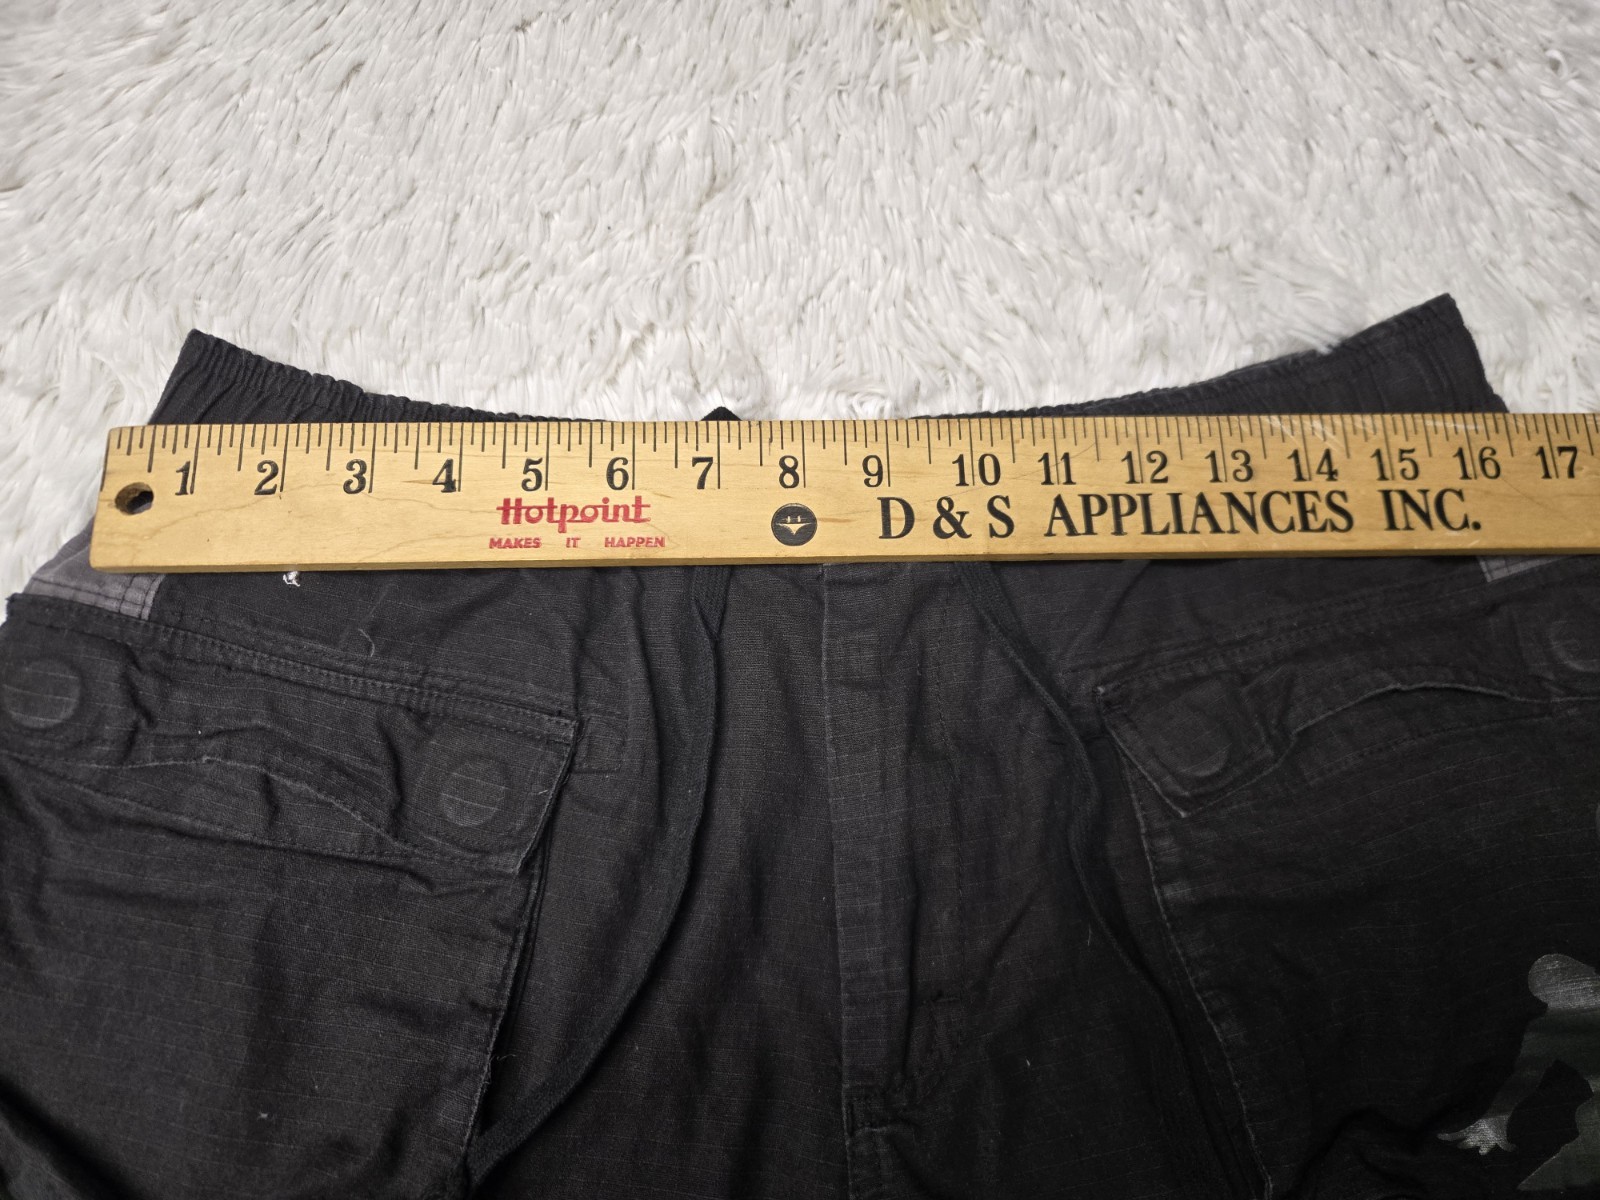 1 2 3 4 5 6 7 8 9 10 11 12 13 14 15 16 17
Hotpoint
MAKES IT HAPPEN
D & S APPLIANCES INC.